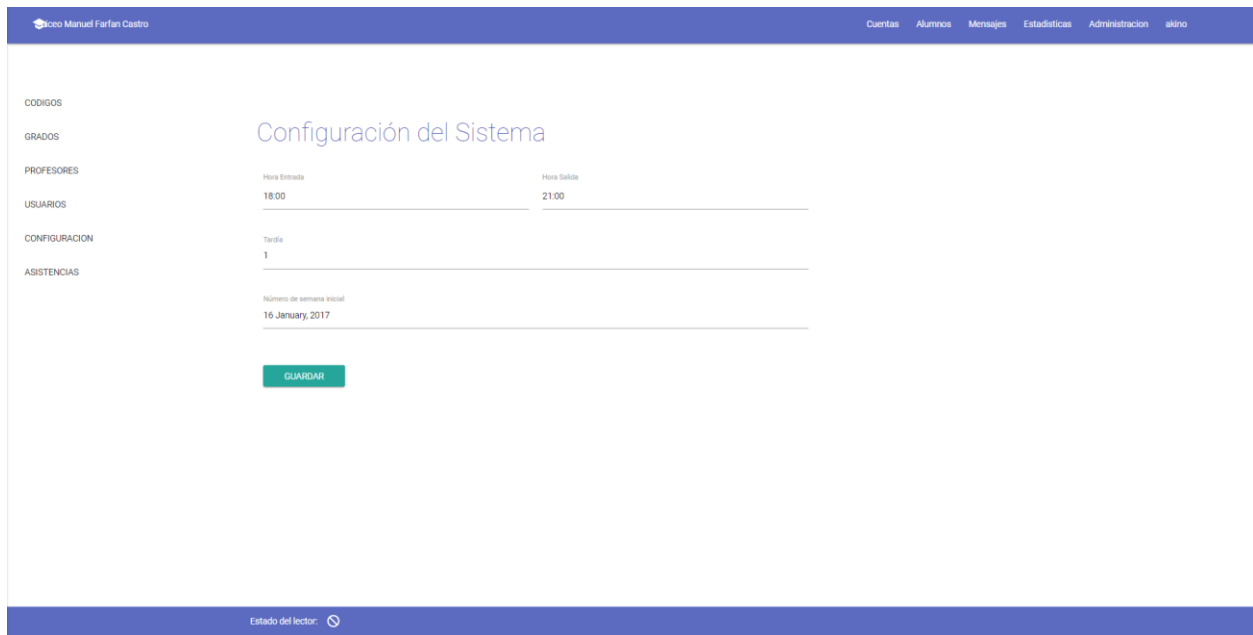 Liceo Manuel Farfan Castro
Cuentas Alumnos Mensajes Estadisticas Administracion akino
CODIGOS
GRADOS
PROFESORES
USUARIOS
CONFIGURACION
ASISTENCIAS
Configuración del Sistema
Hora Entrada Hora Salida
18:00 21:00
Tardía
1
Número de semana inicial
16 January, 2017
GUARDAR
Estado del lector: